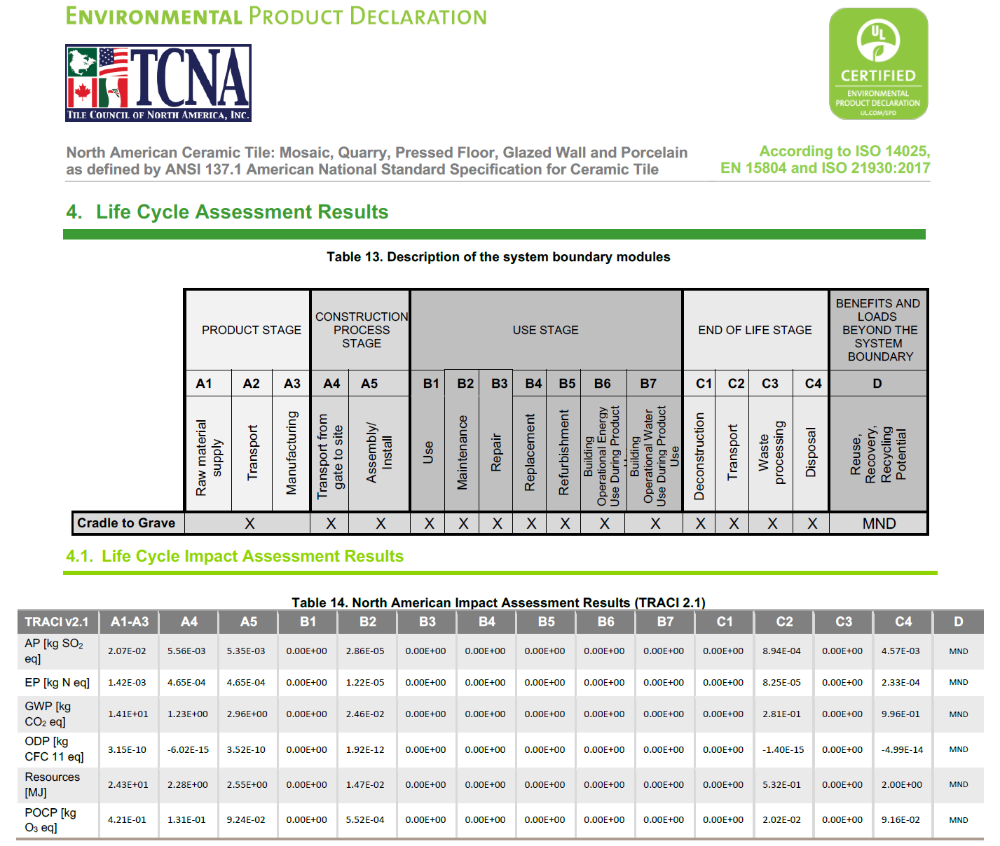 ENVIRONMENTAL PRODUCT DECLARATION
TCNA
TILE COUNCIL OF NORTH AMERICA, INC.
UL
CERTIFIED
ENVIRONMENTAL
PRODUCT DECLARATION
UL.COM/EPD
North American Ceramic Tile: Mosaic, Quarry, Pressed Floor, Glazed Wall and Porcelain
as defined by ANSI 137.1 American National Standard Specification for Ceramic Tile
According to ISO 14025,
EN 15804 and ISO 21930:2017
4. Life Cycle Assessment Results
Table 13. Description of the system boundary modules
PRODUCT STAGE
CONSTRUCTION
PROCESS
STAGE
USE STAGE
END OF LIFE STAGE
BENEFITS AND
LOADS
BEYOND THE
SYSTEM
BOUNDARY
A1 A2 A3 A4 A5 B1 B2 B3 B4 B5 B6 B7 C1 C2 C3 C4 D
Raw material
supply
Transport
Manufacturing
Transport from
gate to site
Assembly/
Install
Use
Maintenance
Repair
Replacement
Refurbishment
Building
Operational Energy
Use During Product
Building
Operational Water
Use During Product
Use
Deconstruction
Transport
Waste
processing
Disposal
Reuse,
Recovery,
Recycling
Potential
Cradle to Grave X X X X X X X X X X X X X X MND
4.1. Life Cycle Impact Assessment Results
Table 14. North American Impact Assessment Results (TRACI 2.1)
TRACI v2.1 A1-A3 A4 A5 B1 B2 B3 B4 B5 B6 B7 C1 C2 C3 C4 D
AP [kg SO2
eq] 2.07E-02 5.56E-03 5.35E-03 0.00E+00 2.86E-05 0.00E+00 0.00E+00 0.00E+00 0.00E+00 0.00E+00 0.00E+00 8.94E-04 0.00E+00 4.57E-03 MND
EP [kg N eq] 1.42E-03 4.65E-04 4.65E-04 0.00E+00 1.22E-05 0.00E+00 0.00E+00 0.00E+00 0.00E+00 0.00E+00 0.00E+00 8.25E-05 0.00E+00 2.33E-04 MND
GWP [kg
CO2 eq] 1.41E+01 1.23E+00 2.96E+00 0.00E+00 2.46E-02 0.00E+00 0.00E+00 0.00E+00 0.00E+00 0.00E+00 0.00E+00 2.81E-01 0.00E+00 9.96E-01 MND
ODP [kg
CFC 11 eq] 3.15E-10 -6.02E-15 3.52E-10 0.00E+00 1.92E-12 0.00E+00 0.00E+00 0.00E+00 0.00E+00 0.00E+00 0.00E+00 -1.40E-15 0.00E+00 -4.99E-14 MND
Resources
[MJ] 2.43E+01 2.28E+00 2.55E+00 0.00E+00 1.47E-02 0.00E+00 0.00E+00 0.00E+00 0.00E+00 0.00E+00 0.00E+00 5.32E-01 0.00E+00 2.00E+00 MND
POCP [kg
O3 eq] 4.21E-01 1.31E-01 9.24E-02 0.00E+00 5.52E-04 0.00E+00 0.00E+00 0.00E+00 0.00E+00 0.00E+00 0.00E+00 2.02E-02 0.00E+00 9.16E-02 MND